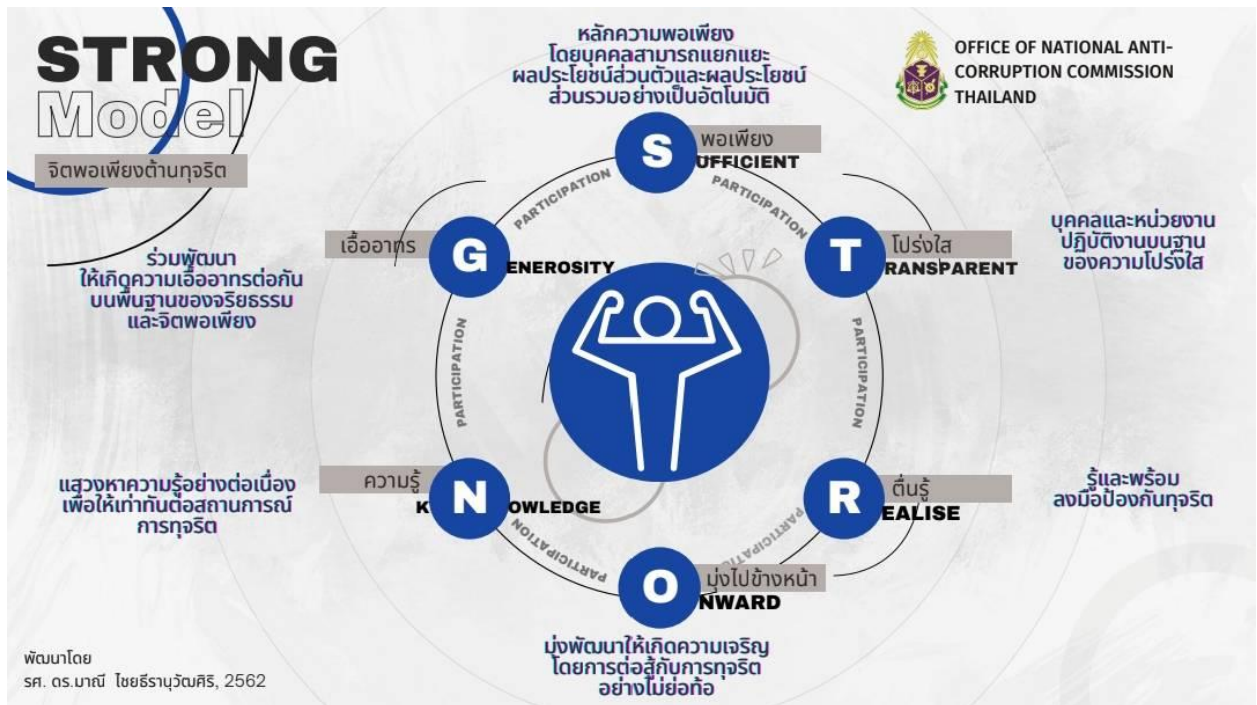 STRONG
Model
จิตพอเพียงต้านทุจริต
หลักความพอเพียง
โดยบุคคลสามารถแยกแยะ
ผลประโยชน์ส่วนตัวและผลประโยชน์
ส่วนรวมอย่างเป็นอัตโนมัติ
OFFICE OF NATIONAL ANTI-
CORRUPTION COMMISSION
THAILAND
พอเพียง
SUFFICIENT
PARTICIPATION
PARTICIPATION
เอื้ออาทร
GENEROSITY
ร่วมพัฒนา
ให้เกิดความเอื้ออาทรต่อกัน
บนพื้นฐานของจริยธรรม
และจิตพอเพียง
โปร่งใส
TRANSPARENT
บุคคลและหน่วยงาน
ปฏิบัติงานบนฐาน
ของความโปร่งใส
PARTICIPATION
PARTICIPATION
ความรู้
KNOWLEDGE
แสวงหาความรู้อย่างต่อเนื่อง
เพื่อให้เท่าทันต่อสถานการณ์
การทุจริต
ตื่นรู้
REALISE
รู้และพร้อม
ลงมือป้องกันทุจริต
PARTICIPATION
PARTICIPATION
มุ่งไปข้างหน้า
ONWARD
มุ่งพัฒนาให้เกิดความเจริญ
โดยการต่อสู้กับการทุจริต
อย่างไม่ย่อท้อ
พัฒนาโดย
รศ. ดร.มาณี ไชยธีรานุวัฒศิริ, 2562